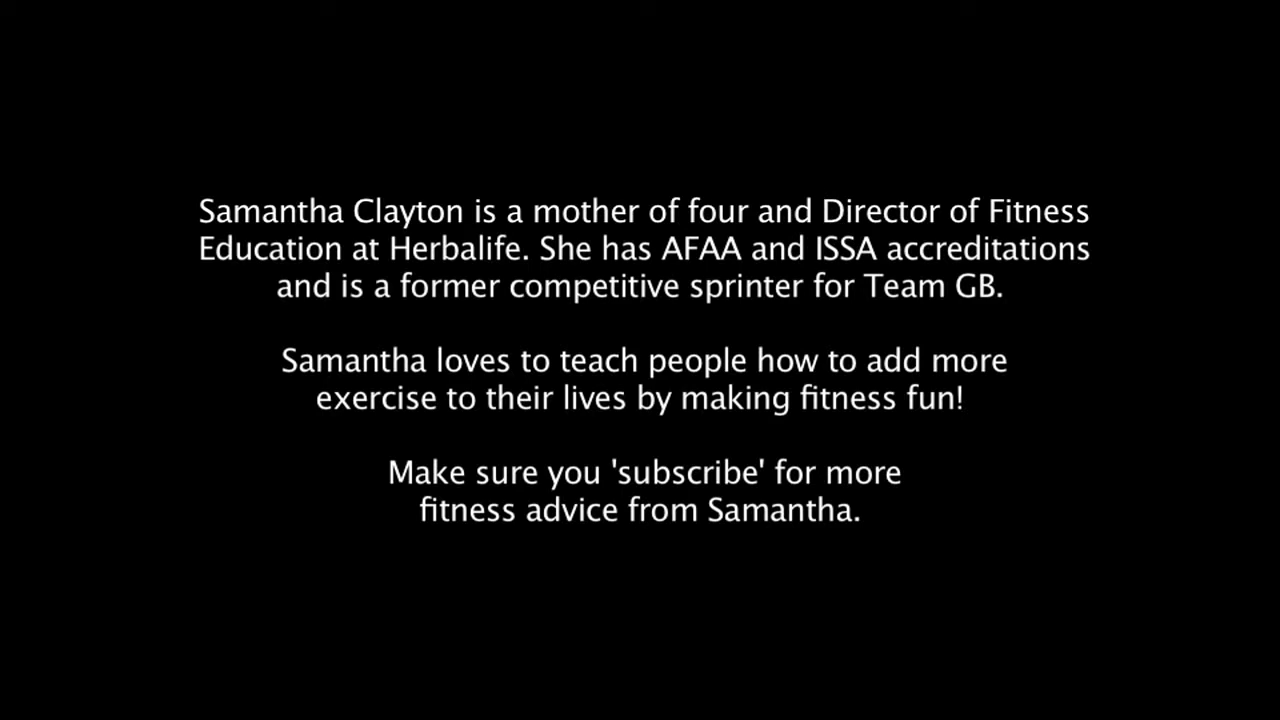 Samantha Clayton is a mother of four and Director of Fitness
Education at Herbalife. She has AFAA and ISSA accreditations
and is a former competitive sprinter for Team GB.
Samantha loves to teach people how to add more
exercise to their lives by making fitness fun!
Make sure you 'subscribe' for more
fitness advice from Samantha.